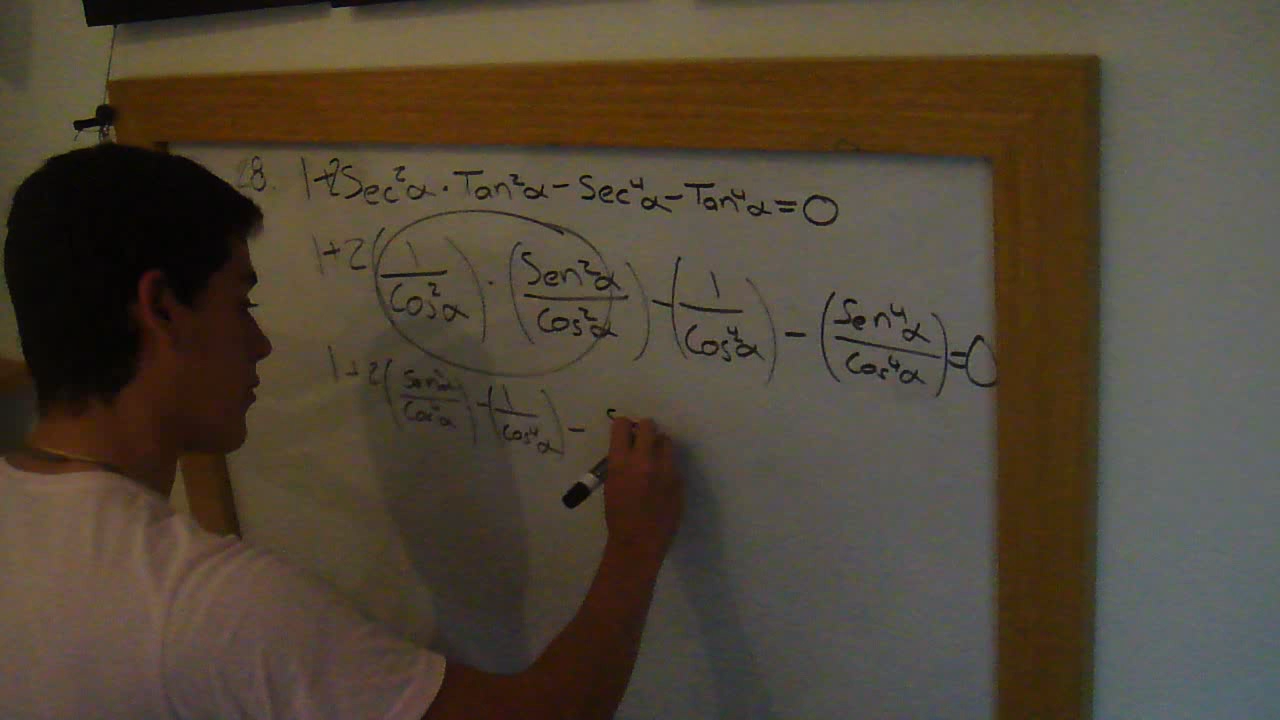 28. 1+2Sec²α · Tan²α - Sec⁴α - Tan⁴α = 0
1+2(1/Cos²α) · (Sen²α/Cos²α) - (1/Cos⁴α) - (Sen⁴α/Cos⁴α) = 0
1+2(Sen²α/Cos⁴α) - (1/Cos⁴α) - S